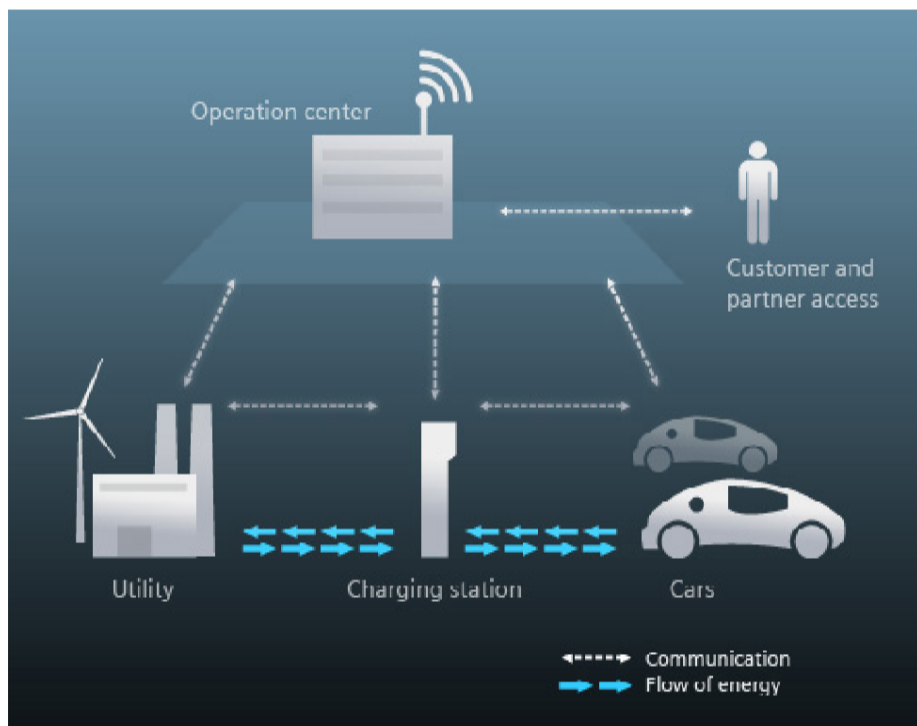 Operation center
Customer and
partner access
Utility
Charging station
Cars
Communication
Flow of energy